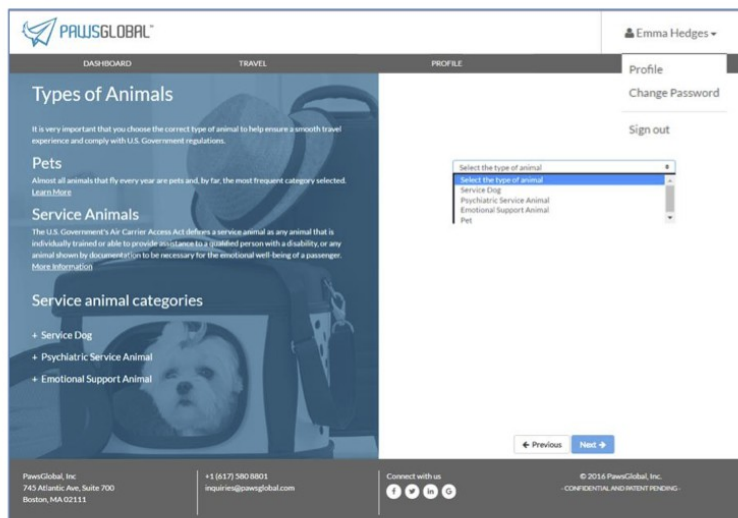 PAWSGLOBAL™
Emma Hedges
DASHBOARD
TRAVEL
PROFILE
Profile
Change Password
Sign out
Types of Animals
It is very important that you choose the correct type of animal to help ensure a smooth travel
experience and comply with U.S. Government regulations.
Pets
Almost all animals that fly every year are pets and, by far, the most frequent category selected.
Learn More
Service Animals
The U.S. Government's Air Carrier Access Act defines a service animal as any animal that is
individually trained or able to provide assistance to a qualified person with a disability, or any
animal shown by documentation to be necessary for the emotional well-being of a passenger.
More Information
Service animal categories
+ Service Dog
+ Psychiatric Service Animal
+ Emotional Support Animal
Select the type of animal
Select the type of animal
Service Dog
Psychiatric Service Animal
Emotional Support Animal
Pet
← Previous
Next →
PawsGlobal, Inc
745 Atlantic Ave, Suite 700
Boston, MA 02111
+1 (617) 580 8801
inquiries@pawsglobal.com
Connect with us
© 2016 PawsGlobal, Inc.
- CONFIDENTIAL AND PATENT PENDING -